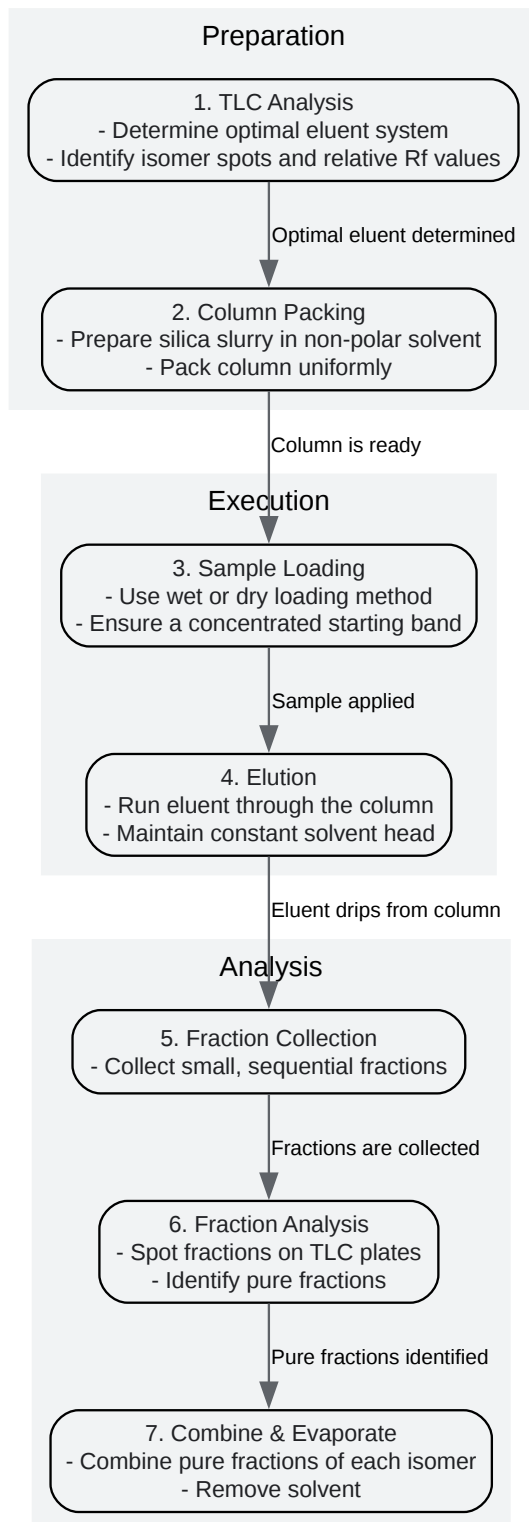 Preparation
1. TLC Analysis
- Determine optimal eluent system
- Identify isomer spots and relative Rf values
Optimal eluent determined
2. Column Packing
- Prepare silica slurry in non-polar solvent
- Pack column uniformly
Column is ready
Execution
3. Sample Loading
- Use wet or dry loading method
- Ensure a concentrated starting band
Sample applied
4. Elution
- Run eluent through the column
- Maintain constant solvent head
Eluent drips from column
Analysis
5. Fraction Collection
- Collect small, sequential fractions
Fractions are collected
6. Fraction Analysis
- Spot fractions on TLC plates
- Identify pure fractions
Pure fractions identified
7. Combine & Evaporate
- Combine pure fractions of each isomer
- Remove solvent